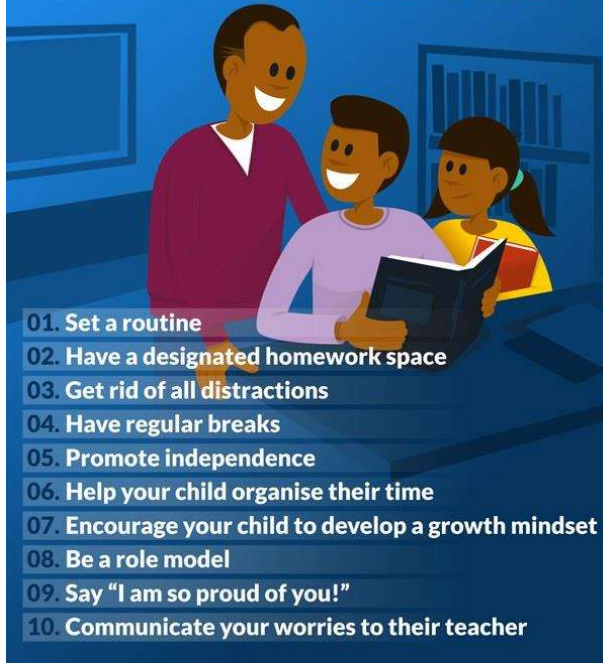 01. Set a routine
02. Have a designated homework space
03. Get rid of all distractions
04. Have regular breaks
05. Promote independence
06. Help your child organise their time
07. Encourage your child to develop a growth mindset
08. Be a role model
09. Say “I am so proud of you!”
10. Communicate your worries to their teacher